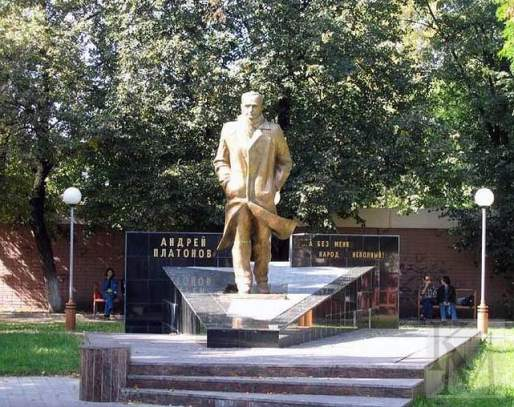 АНДРЕЙ
ПЛАТОНОВ
...А БЕЗ МЕНЯ
НАРОД НЕПОЛНЫЙ!